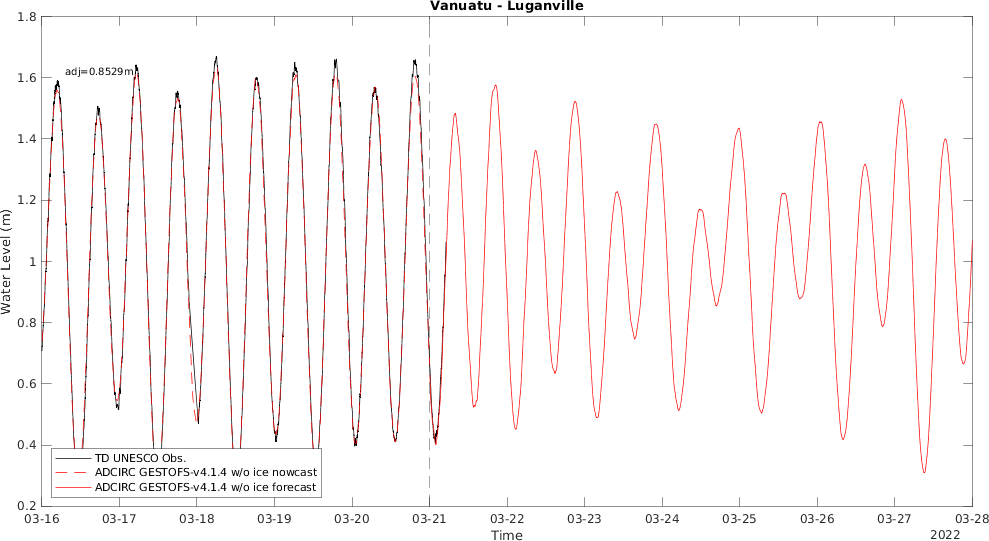 Vanuatu - Luganville
1.8
1.6
1.4
1.2
1
0.8
0.6
0.4
0.2
Water Level (m)
adj=0.8529m
TD UNESCO Obs.
ADCIRC GESTOFS-v4.1.4 w/o ice nowcast
ADCIRC GESTOFS-v4.1.4 w/o ice forecast
03-16 03-17 03-18 03-19 03-20 03-21 03-22 03-23 03-24 03-25 03-26 03-27 03-28
Time
2022